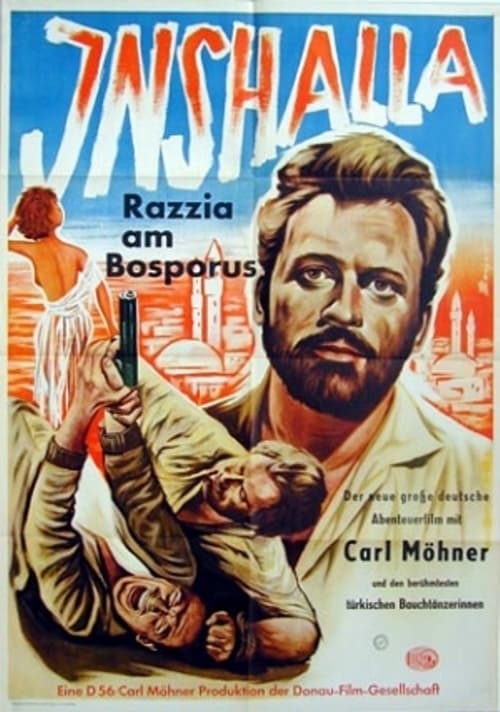 JNSHALLA
Razzia
am
Bosporus
Der neue große deutsche
Abenteuerfilm mit
Carl Möhner
und den berühmtesten
türkischen Bauchtänzerinnen
Eine D 56 Carl Möhner Produktion der Donau-Film-Gesellschaft